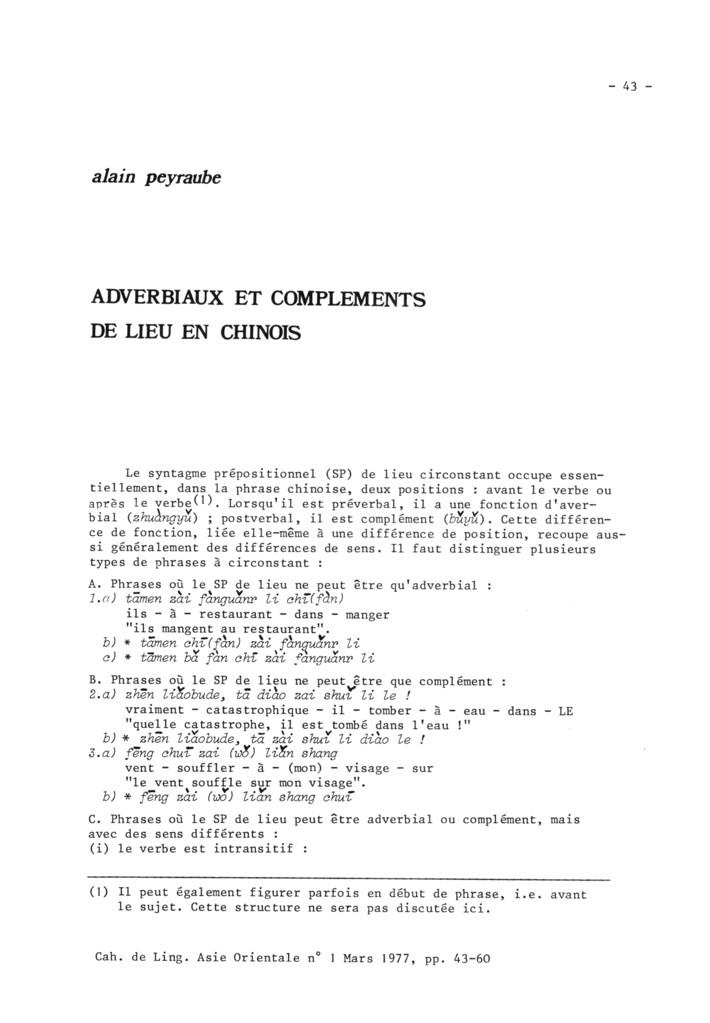 - 43 -
alain peyraube
ADVERBIAUX ET COMPLEMENTS
DE LIEU EN CHINOIS
Le syntagme prépositionnel (SP) de lieu circonstant occupe essen-
tiellement, dans la phrase chinoise, deux positions : avant le verbe ou
après le verbe(1). Lorsqu'il est préverbal, il a une fonction d'aver-
bial (zhuàngyǔ) ; postverbal, il est complément (bǔyǔ). Cette différen-
ce de fonction, liée elle-même à une différence de position, recoupe aus-
si généralement des différences de sens. Il faut distinguer plusieurs
types de phrases à circonstant :
A. Phrases où le SP de lieu ne peut être qu'adverbial :
1.a) tāmen zài fànguǎnr li chī(fàn)
ils - à - restaurant - dans - manger
"ils mangent au restaurant".
b) * tāmen chī(fàn) zài fànguǎnr li
c) * tāmen bǎ fàn chī zài fànguǎnr li
B. Phrases où le SP de lieu ne peut être que complément :
2.a) zhēn liǎobude, tā diào zai shuǐ li le !
vraiment - catastrophique - il - tomber - à - eau - dans - LE
"quelle catastrophe, il est tombé dans l'eau !"
b) * zhēn liǎobude, tā zài shuǐ li diào le !
3.a) fēng chuī zai (wǒ) liǎn shang
vent - souffler - à - (mon) - visage - sur
"le vent souffle sur mon visage".
b) * fēng zài (wǒ) liǎn shang chuī
C. Phrases où le SP de lieu peut être adverbial ou complément, mais
avec des sens différents :
(i) le verbe est intransitif :
(1) Il peut également figurer parfois en début de phrase, i.e. avant
le sujet. Cette structure ne sera pas discutée ici.
Cah. de Ling. Asie Orientale n° 1 Mars 1977, pp. 43-60